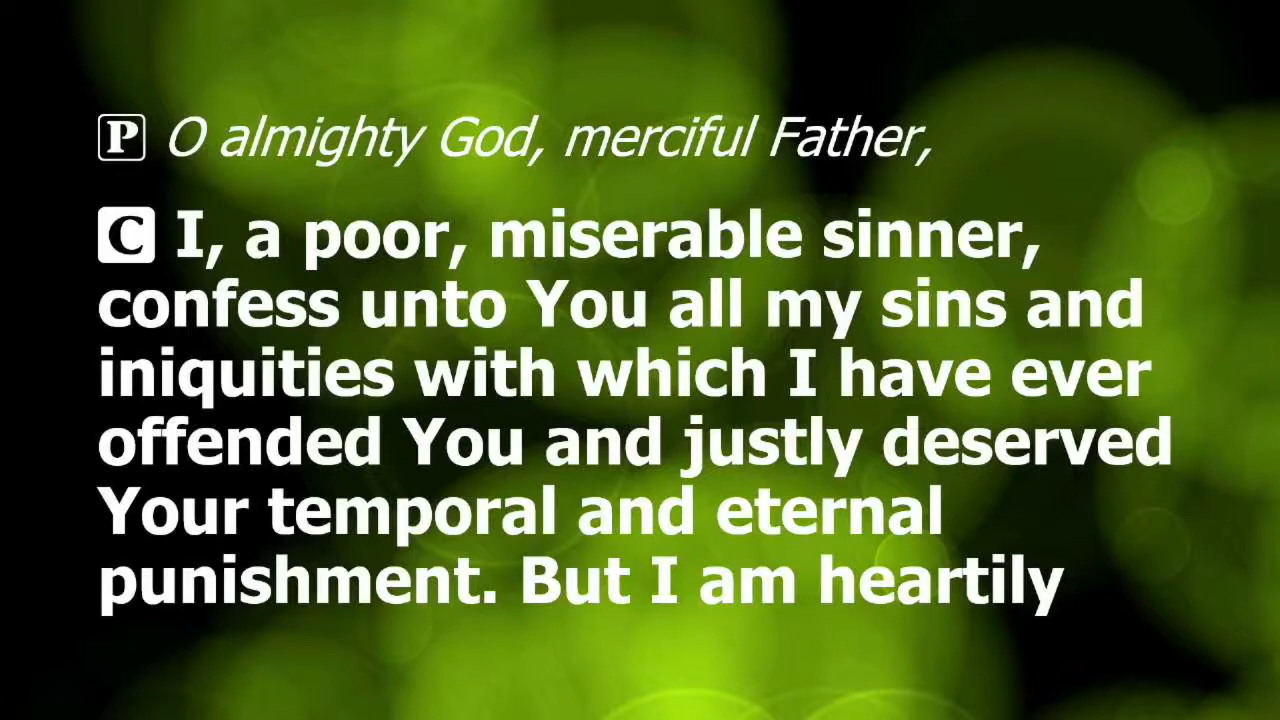 P O almighty God, merciful Father,
C I, a poor, miserable sinner,
confess unto You all my sins and
iniquities with which I have ever
offended You and justly deserved
Your temporal and eternal
punishment. But I am heartily